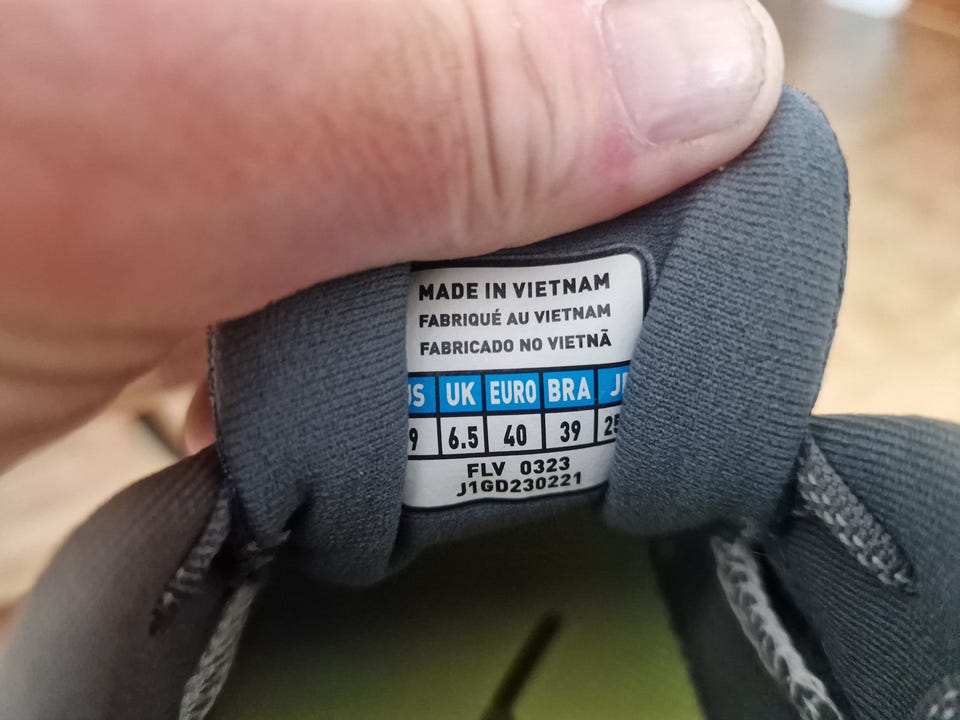 MADE IN VIETNAM
FABRIQUÉ AU VIETNAM
FABRICADO NO VIETNÃ
UK EURO BRA
9 6.5 40 39
FLV 0323
J1GD230221